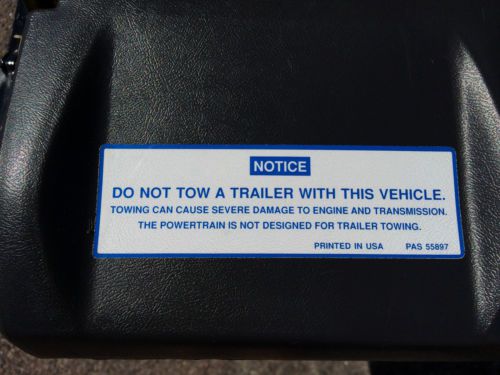 NOTICE
DO NOT TOW A TRAILER WITH THIS VEHICLE.
TOWING CAN CAUSE SEVERE DAMAGE TO ENGINE AND TRANSMISSION.
THE POWERTRAIN IS NOT DESIGNED FOR TRAILER TOWING.
PRINTED IN USA PAS 55897